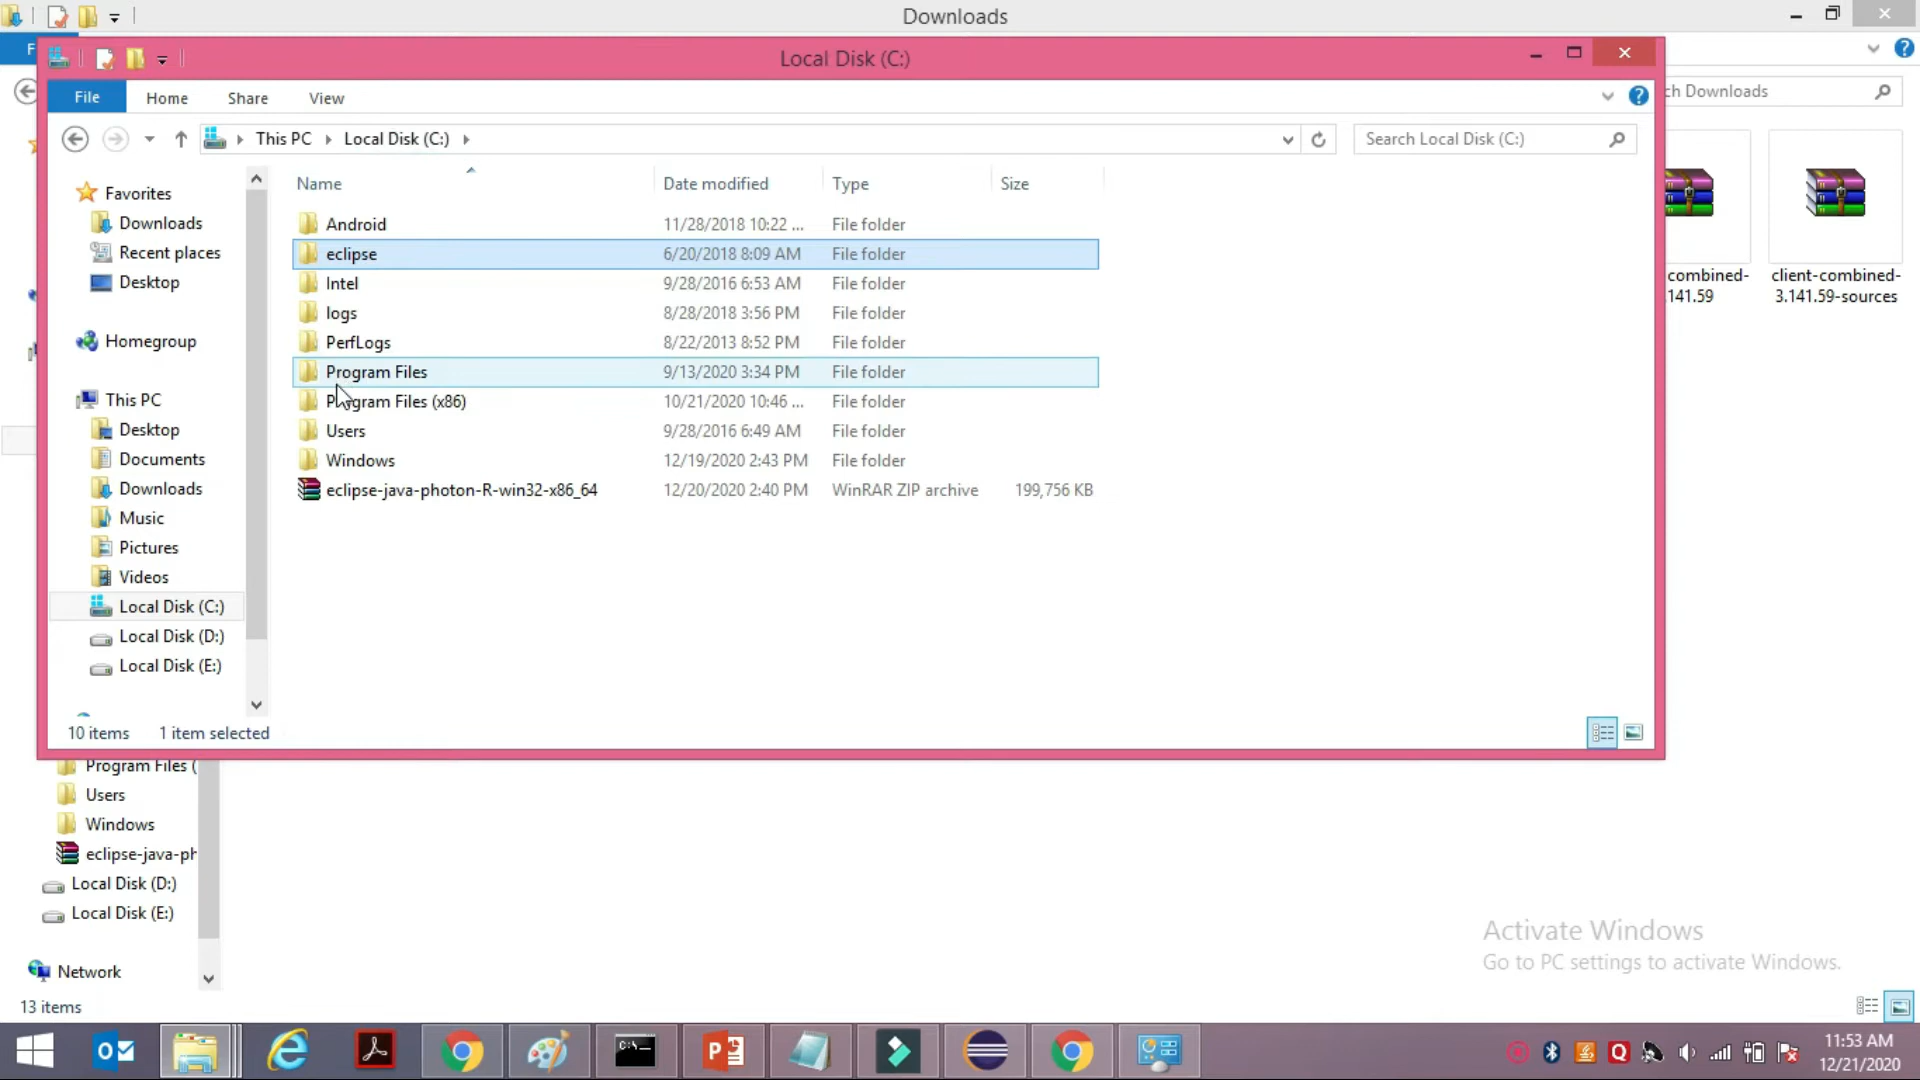 Downloads
F
Local Disk (C:)
File
Home
Share
View
This PC
Local Disk (C:)
Search Local Disk (C:)
ch Downloads
Name
Date modified
Type
Size
Favorites
Downloads
Recent places
Desktop
Homegroup
This PC
Desktop
Documents
Downloads
Music
Pictures
Videos
Local Disk (C:)
Local Disk (D:)
Local Disk (E:)
Android 11/28/2018 10:22 ... File folder
eclipse 6/20/2018 8:09 AM File folder
Intel 9/28/2016 6:53 AM File folder
logs 8/28/2018 3:56 PM File folder
PerfLogs 8/22/2013 8:52 PM File folder
Program Files 9/13/2020 3:34 PM File folder
Program Files (x86) 10/21/2020 10:46 ... File folder
Users 9/28/2016 6:49 AM File folder
Windows 12/19/2020 2:43 PM File folder
eclipse-java-photon-R-win32-x86_64 12/20/2020 2:40 PM WinRAR ZIP archive 199,756 KB
combined-
.141.59
client-combined-
3.141.59-sources
10 items 1 item selected
Program Files (
Users
Windows
eclipse-java-ph
Local Disk (D:)
Local Disk (E:)
Network
13 items
Activate Windows
Go to PC settings to activate Windows.
11:53 AM
12/21/2020